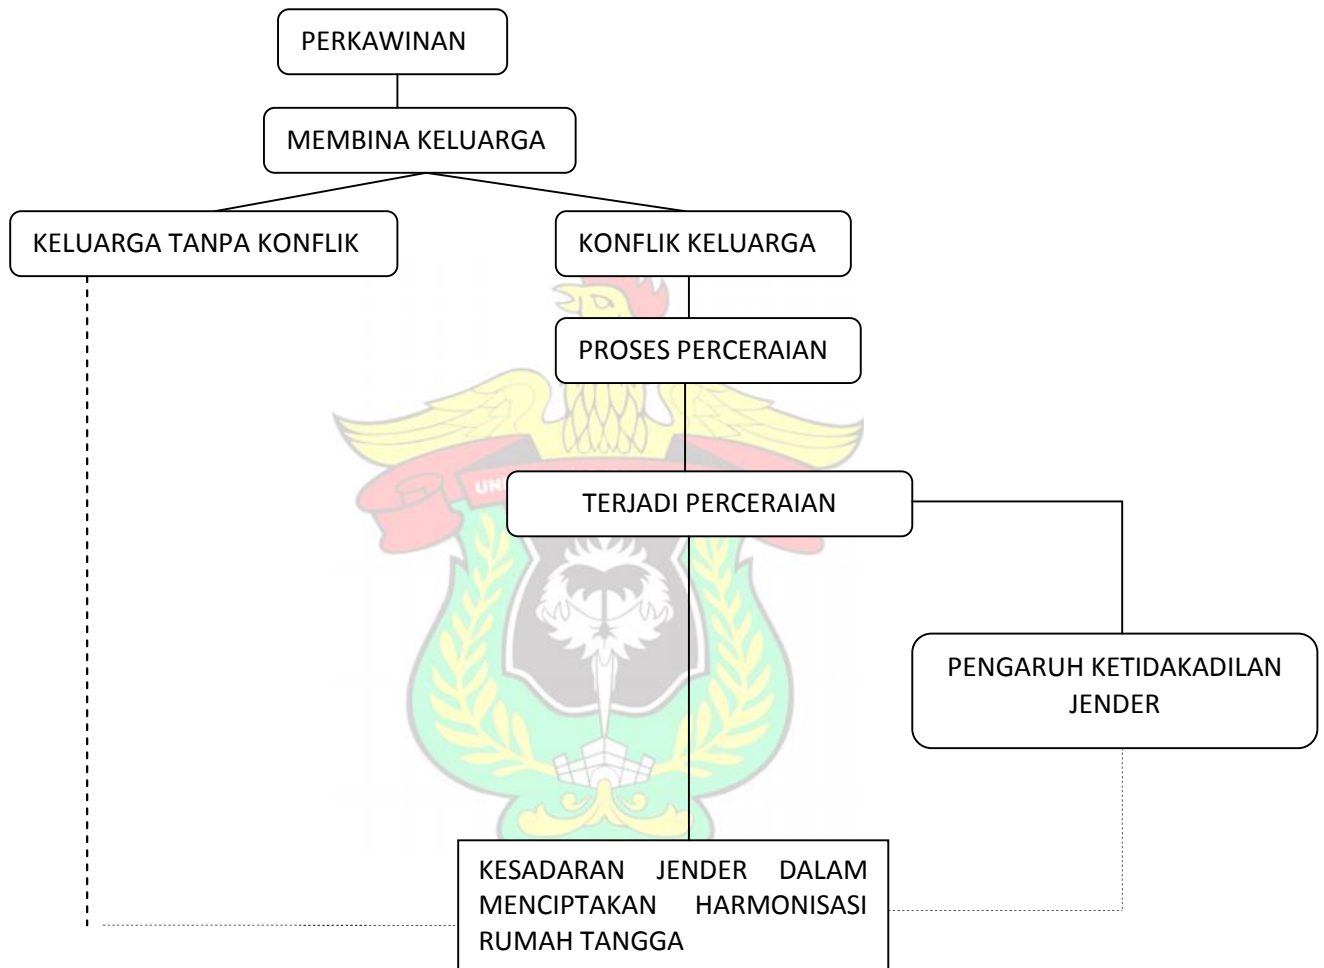 PERKAWINAN
MEMBINA KELUARGA
KELUARGA TANPA KONFLIK
KONFLIK KELUARGA
PROSES PERCERAIAN
UNI
TERJADI PERCERAIAN
PENGARUH KETIDAKADILAN
JENDER
KESADARAN JENDER DALAM
MENCIPTAKAN HARMONISASI
RUMAH TANGGA